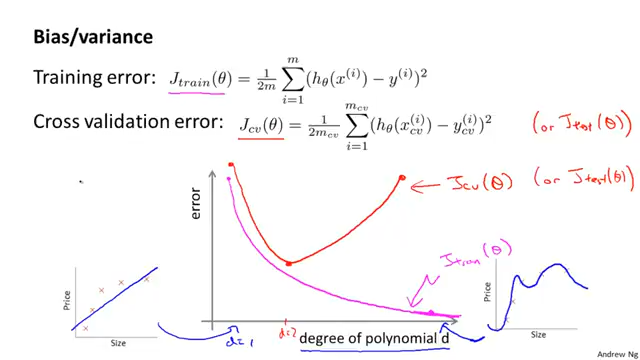 Bias/variance
Training error: J_train(θ) = 1/2m ∑_{i=1}^{m} (h_θ(x^{(i)}) − y^{(i)})²
Cross validation error: J_cv(θ) = 1/2m_cv ∑_{i=1}^{m_cv} (h_θ(x_cv^{(i)}) − y_cv^{(i)})² (or J_test(θ))
J_cv(θ) (or J_test(θ))
error
J_train(θ)
Price
Size
d=1
d=2
degree of polynomial d
Price
Size
Andrew Ng